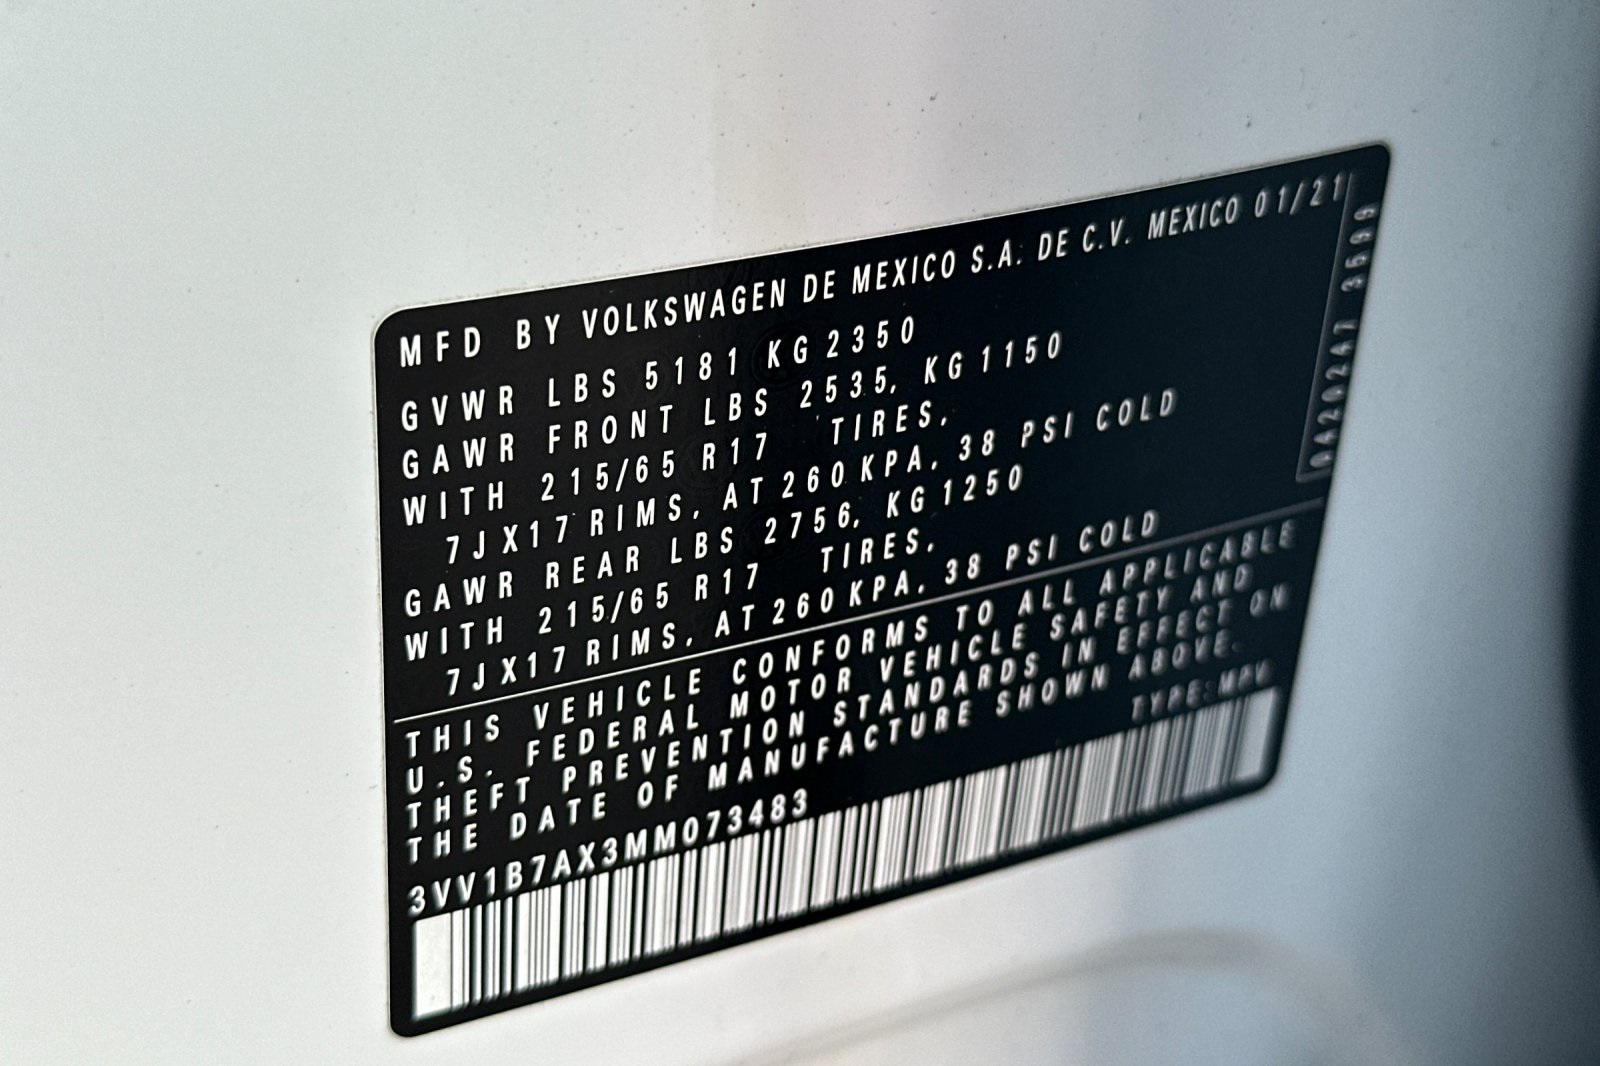 MFD BY VOLKSWAGEN DE MEXICO S.A. DE C.V. MEXICO 01/21
GVWR LBS 5181 KG 2350
GAWR FRONT LBS 2535, KG 1150
WITH 215/65 R17 TIRES,
7JX17 RIMS, AT 260 KPA, 38 PSI COLD
GAWR REAR LBS 2756, KG 1250
WITH 215/65 R17 TIRES,
7JX17 RIMS, AT 260 KPA, 38 PSI COLD
THIS VEHICLE CONFORMS TO ALL APPLICABLE
U.S. FEDERAL MOTOR VEHICLE SAFETY AND
THEFT PREVENTION STANDARDS IN EFFECT ON
THE DATE OF MANUFACTURE SHOWN ABOVE.
TYPE: MPV
3VV1B7AX3MM073483